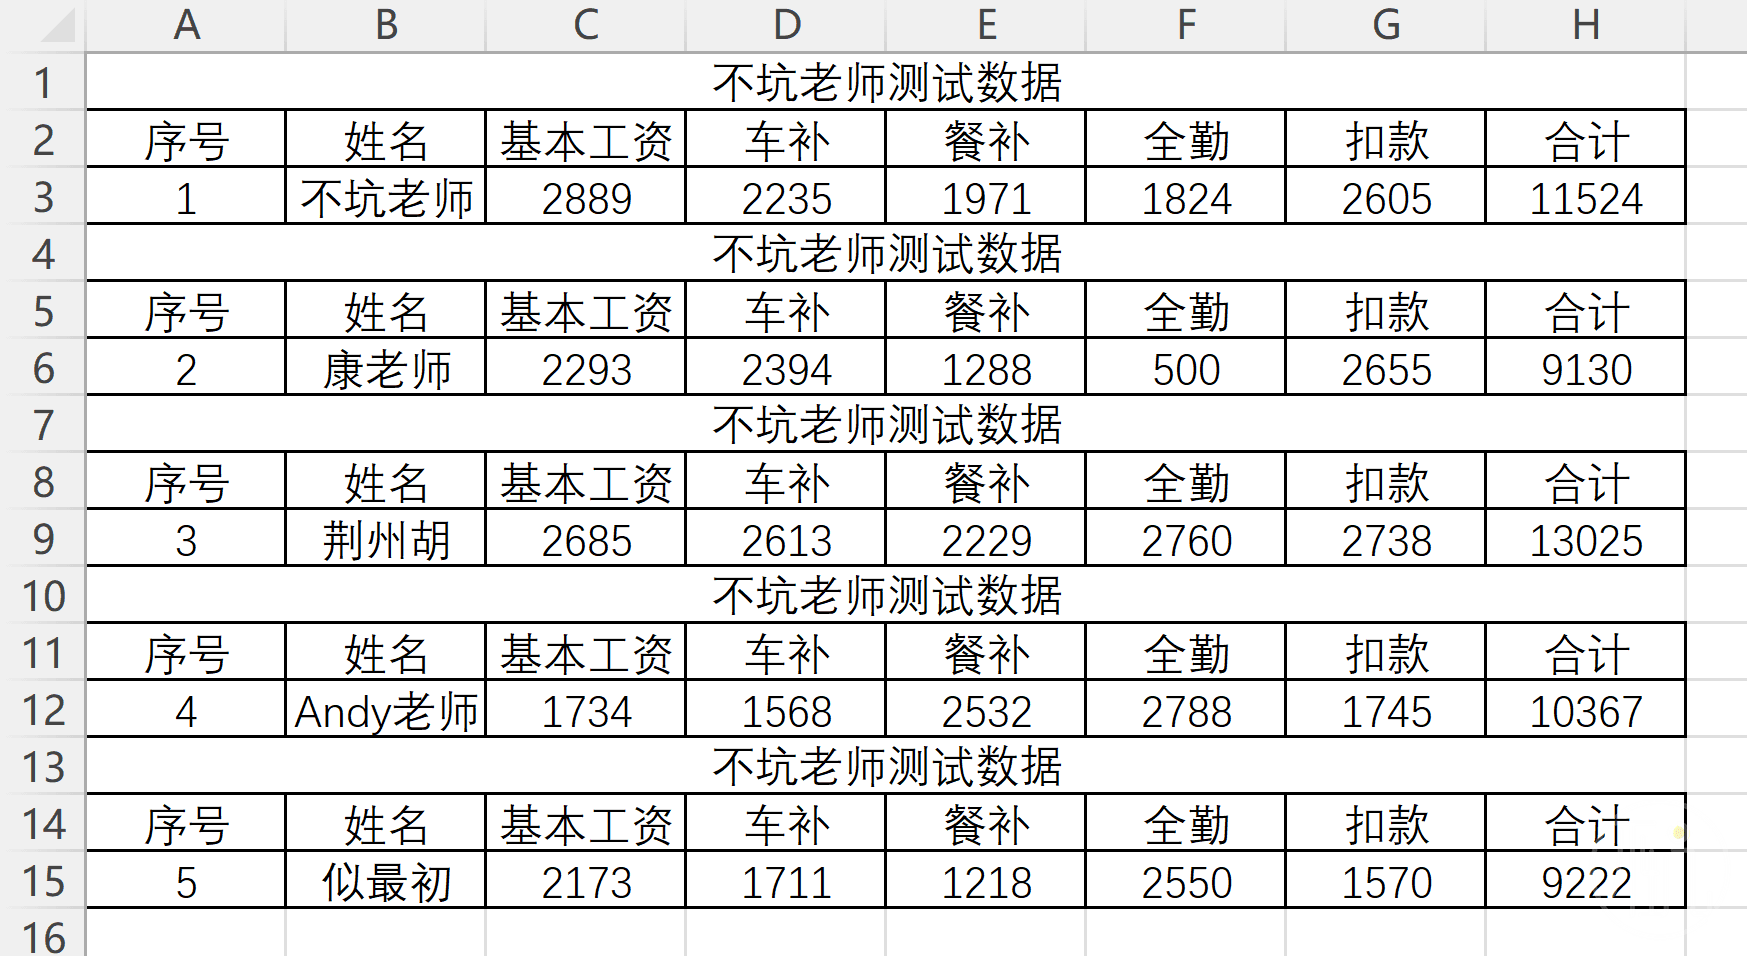 A B C D E F G H
1 不坑老师测试数据
2 序号 姓名 基本工资 车补 餐补 全勤 扣款 合计
3 1 不坑老师 2889 2235 1971 1824 2605 11524
4 不坑老师测试数据
5 序号 姓名 基本工资 车补 餐补 全勤 扣款 合计
6 2 康老师 2293 2394 1288 500 2655 9130
7 不坑老师测试数据
8 序号 姓名 基本工资 车补 餐补 全勤 扣款 合计
9 3 荆州胡 2685 2613 2229 2760 2738 13025
10 不坑老师测试数据
11 序号 姓名 基本工资 车补 餐补 全勤 扣款 合计
12 4 Andy老师 1734 1568 2532 2788 1745 10367
13 不坑老师测试数据
14 序号 姓名 基本工资 车补 餐补 全勤 扣款 合计
15 5 似最初 2173 1711 1218 2550 1570 9222
16